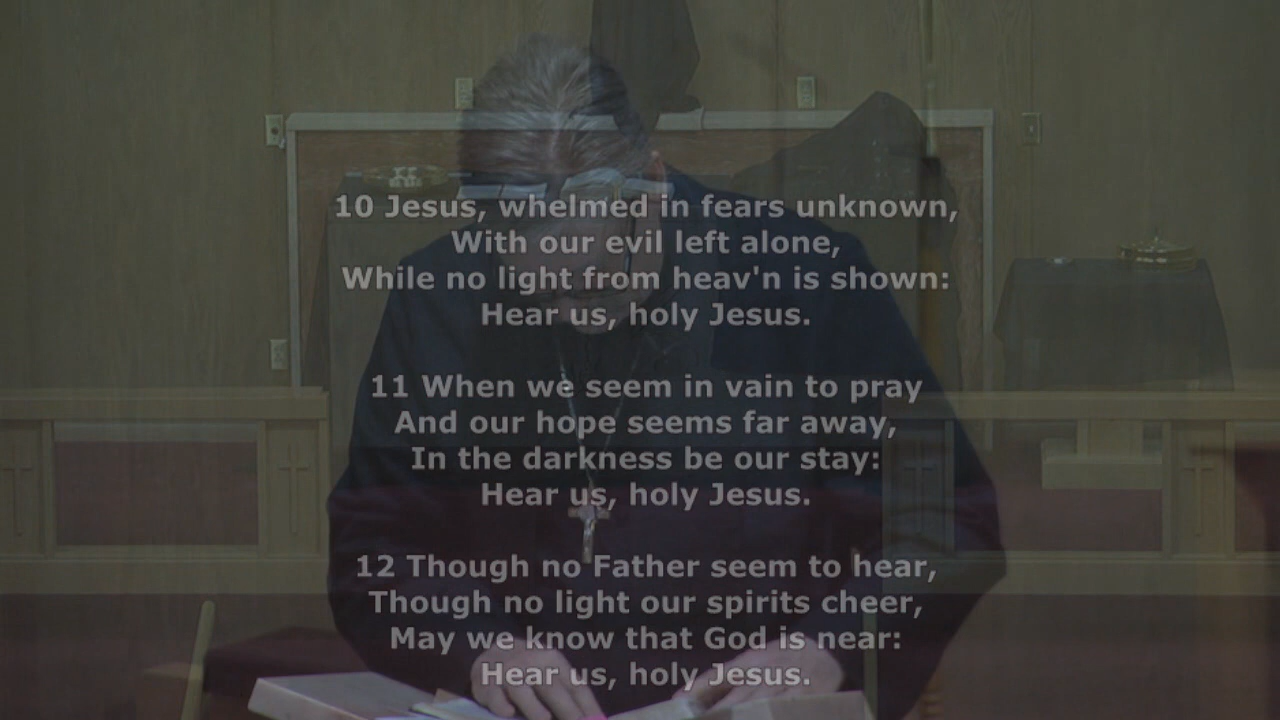 10 Jesus, whelmed in fears unknown,
With our evil left alone,
While no light from heav'n is shown:
Hear us, holy Jesus.
11 When we seem in vain to pray
And our hope seems far away,
In the darkness be our stay:
Hear us, holy Jesus.
12 Though no Father seem to hear,
Though no light our spirits cheer,
May we know that God is near:
Hear us, holy Jesus.